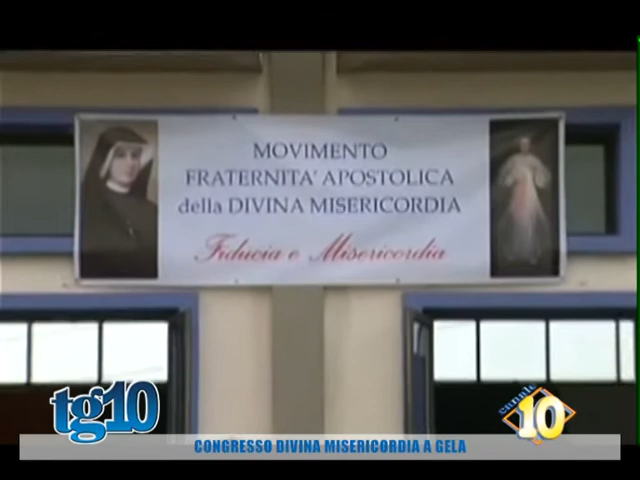 MOVIMENTO
FRATERNITA' APOSTOLICA
della DIVINA MISERICORDIA
Fiducia e Misericordia
tg10
canale 10
CONGRESSO DIVINA MISERICORDIA A GELA